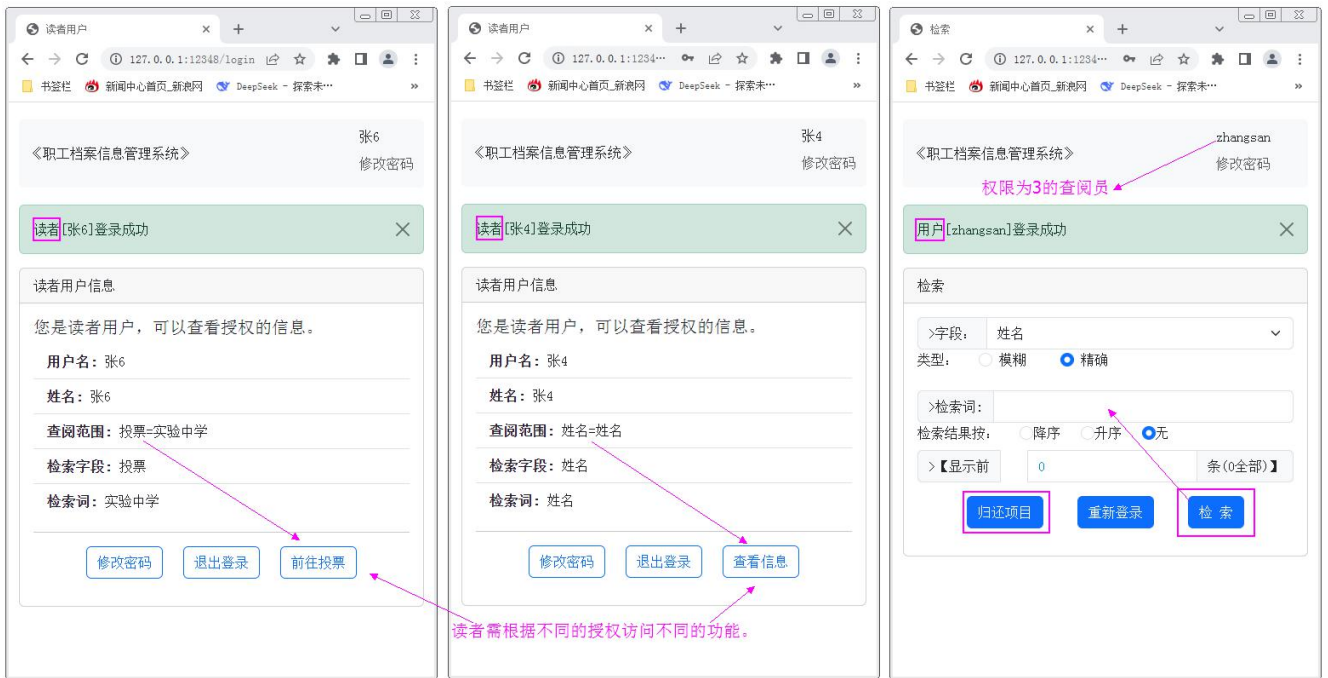 读者用户
127.0.0.1:12348/login
书签栏 新闻中心首页_新浪网 DeepSeek - 探索未…
»
《职工档案信息管理系统》
张6
修改密码
读者[张6]登录成功
读者用户信息
您是读者用户，可以查看授权的信息。
用户名：张6
姓名：张6
查阅范围：投票=实验中学
检索字段：投票
检索词：实验中学
修改密码 退出登录 前往投票
读者用户
127.0.0.1:1234…
书签栏 新闻中心首页_新浪网 DeepSeek - 探索未…
»
《职工档案信息管理系统》
张4
修改密码
读者[张4]登录成功
读者用户信息
您是读者用户，可以查看授权的信息。
用户名：张4
姓名：张4
查阅范围：姓名=姓名
检索字段：姓名
检索词：姓名
修改密码 退出登录 查看信息
读者需根据不同的授权访问不同的功能。
检索
127.0.0.1:1234…
书签栏 新闻中心首页_新浪网 DeepSeek - 探索未…
»
《职工档案信息管理系统》
zhangsan
修改密码
权限为3的查阅员
用户[zhangsan]登录成功
检索
>字段： 姓名
类型： 模糊 精确
>检索词：
检索结果按： 降序 升序 无
>【显示前 0 条(0全部)】
归还项目 重新登录 检 索